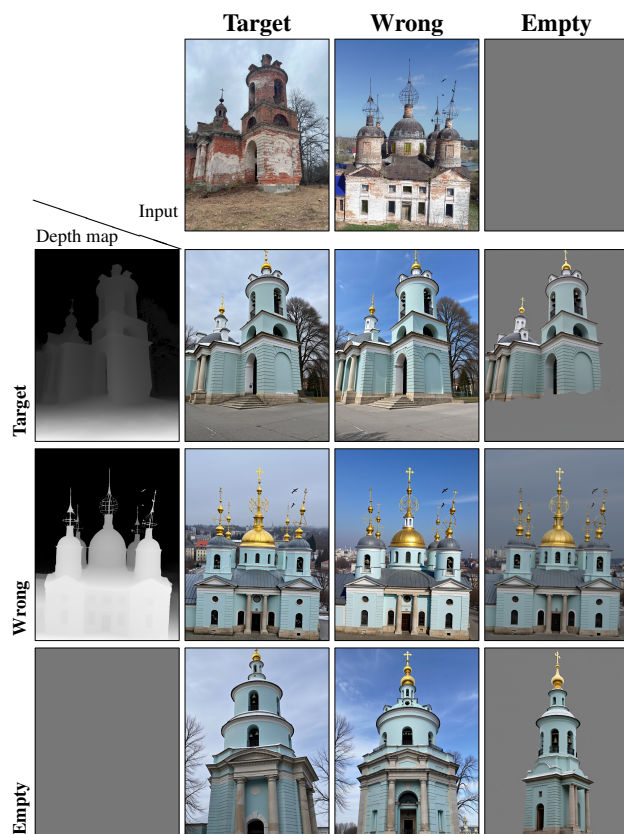 Target Wrong Empty
Input
Depth map
Target
Wrong
Empty